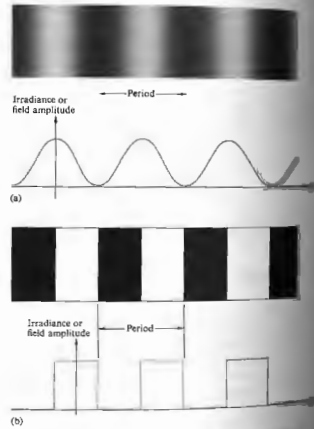 Period
Irradiance or
field amplitude
(a)
Irradiance or
field amplitude
Period
(b)